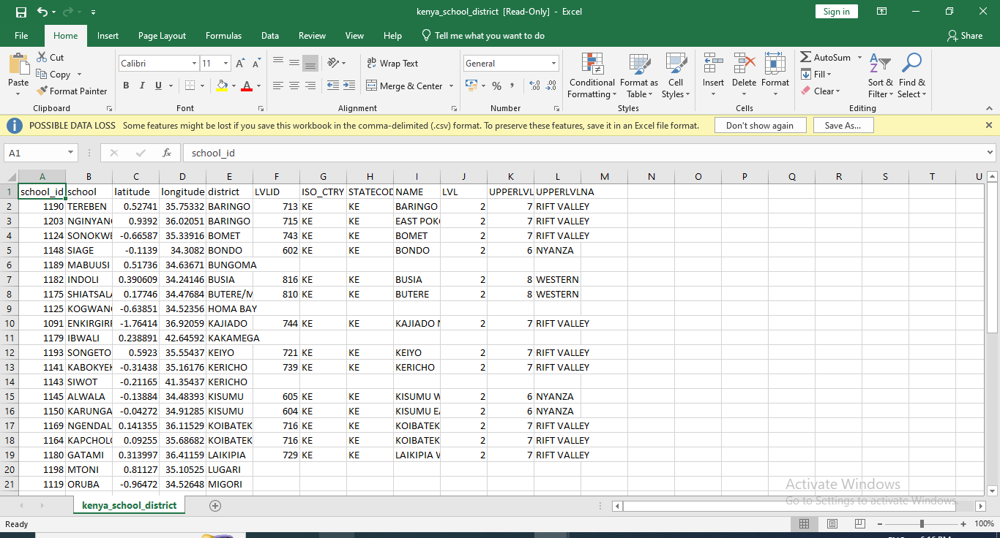 kenya_school_district [Read-Only] - Excel
Sign in
File Home Insert Page Layout Formulas Data Review View Help Tell me what you want to do Share
Paste
Cut
Copy
Format Painter
Clipboard
Calibri 11
B I U
Font
Wrap Text
Merge & Center
Alignment
General
Number
Conditional Formatting
Format as Table
Cell Styles
Styles
Insert Delete Format
Cells
AutoSum
Fill
Clear
Sort & Filter
Find & Select
Editing
POSSIBLE DATA LOSS Some features might be lost if you save this workbook in the comma-delimited (.csv) format. To preserve these features, save it in an Excel file format. Don't show again Save As...
A1 fx school_id
A B C D E F G H I J K L M N O P Q R S T U
1 school_id school latitude longitude district LVLID ISO_CTRY STATECOD NAME LVL UPPERLVL UPPERLVLNA
2 1190 TEREBEN 0.52741 35.75332 BARINGO 713 KE KE BARINGO 2 7 RIFT VALLEY
3 1203 NGINYAN 0.9392 36.02051 BARINGO 715 KE KE EAST POK 2 7 RIFT VALLEY
4 1124 SONOKWE -0.66587 35.33916 BOMET 743 KE KE BOMET 2 7 RIFT VALLEY
5 1148 SIAGE -0.1139 34.3082 BONDO 602 KE KE BONDO 2 6 NYANZA
6 1189 MABUUSI 0.51736 34.63671 BUNGOMA
7 1182 INDOLI 0.390609 34.24146 BUSIA 816 KE KE BUSIA 2 8 WESTERN
8 1175 SHIATSAL 0.17746 34.47684 BUTERE/M 810 KE KE BUTERE 2 8 WESTERN
9 1125 KOGWAN -0.63851 34.52356 HOMA BAY
10 1091 ENKIRGIR -1.76414 36.92059 KAJIADO 744 KE KE KAJIADO N 2 7 RIFT VALLEY
11 1179 IBWALI 0.238891 42.64592 KAKAMEGA
12 1193 SONGETO 0.5923 35.55437 KEIYO 721 KE KE KEIYO 2 7 RIFT VALLEY
13 1141 KABOKYEK -0.31438 35.16176 KERICHO 739 KE KE KERICHO 2 7 RIFT VALLEY
14 1143 SIWOT -0.21165 41.35437 KERICHO
15 1145 ALWALA -0.13884 34.48393 KISUMU 605 KE KE KISUMU W 2 6 NYANZA
16 1150 KARUNGA -0.04272 34.91285 KISUMU 604 KE KE KISUMU EA 2 6 NYANZA
17 1169 NGENDAL 0.141355 36.11529 KOIBATEK 716 KE KE KOIBATEK 2 7 RIFT VALLEY
18 1164 KAPCHOLO 0.09255 35.68682 KOIBATEK 716 KE KE KOIBATEK 2 7 RIFT VALLEY
19 1180 GATAMI 0.313997 36.41159 LAIKIPIA 729 KE KE LAIKIPIA W 2 7 RIFT VALLEY
20 1198 MTONI 0.81127 35.10525 LUGARI
21 1119 ORUBA -0.96472 34.52648 MIGORI
Activate Windows
Go to Settings to activate Windows.
kenya_school_district
Ready 100%